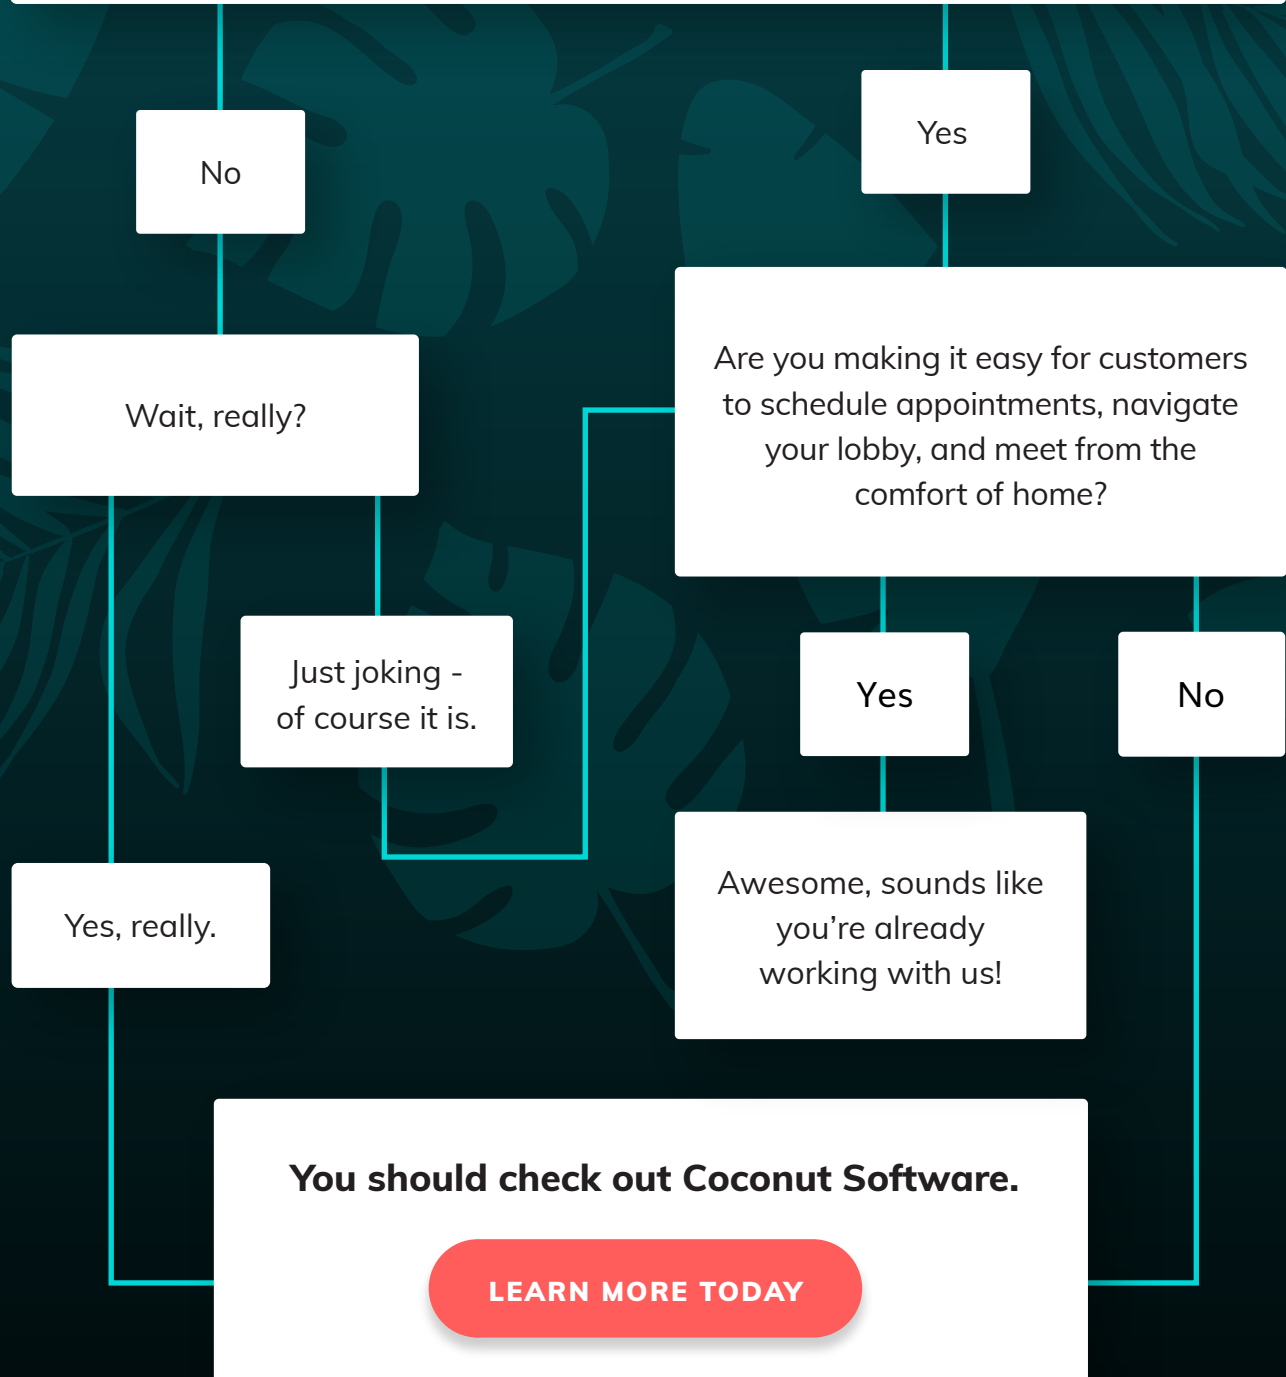 No
Yes
Wait, really?
Are you making it easy for customers
to schedule appointments, navigate
your lobby, and meet from the
comfort of home?
Just joking -
of course it is.
Yes
No
Yes, really.
Awesome, sounds like
you’re already
working with us!
You should check out Coconut Software.
LEARN MORE TODAY